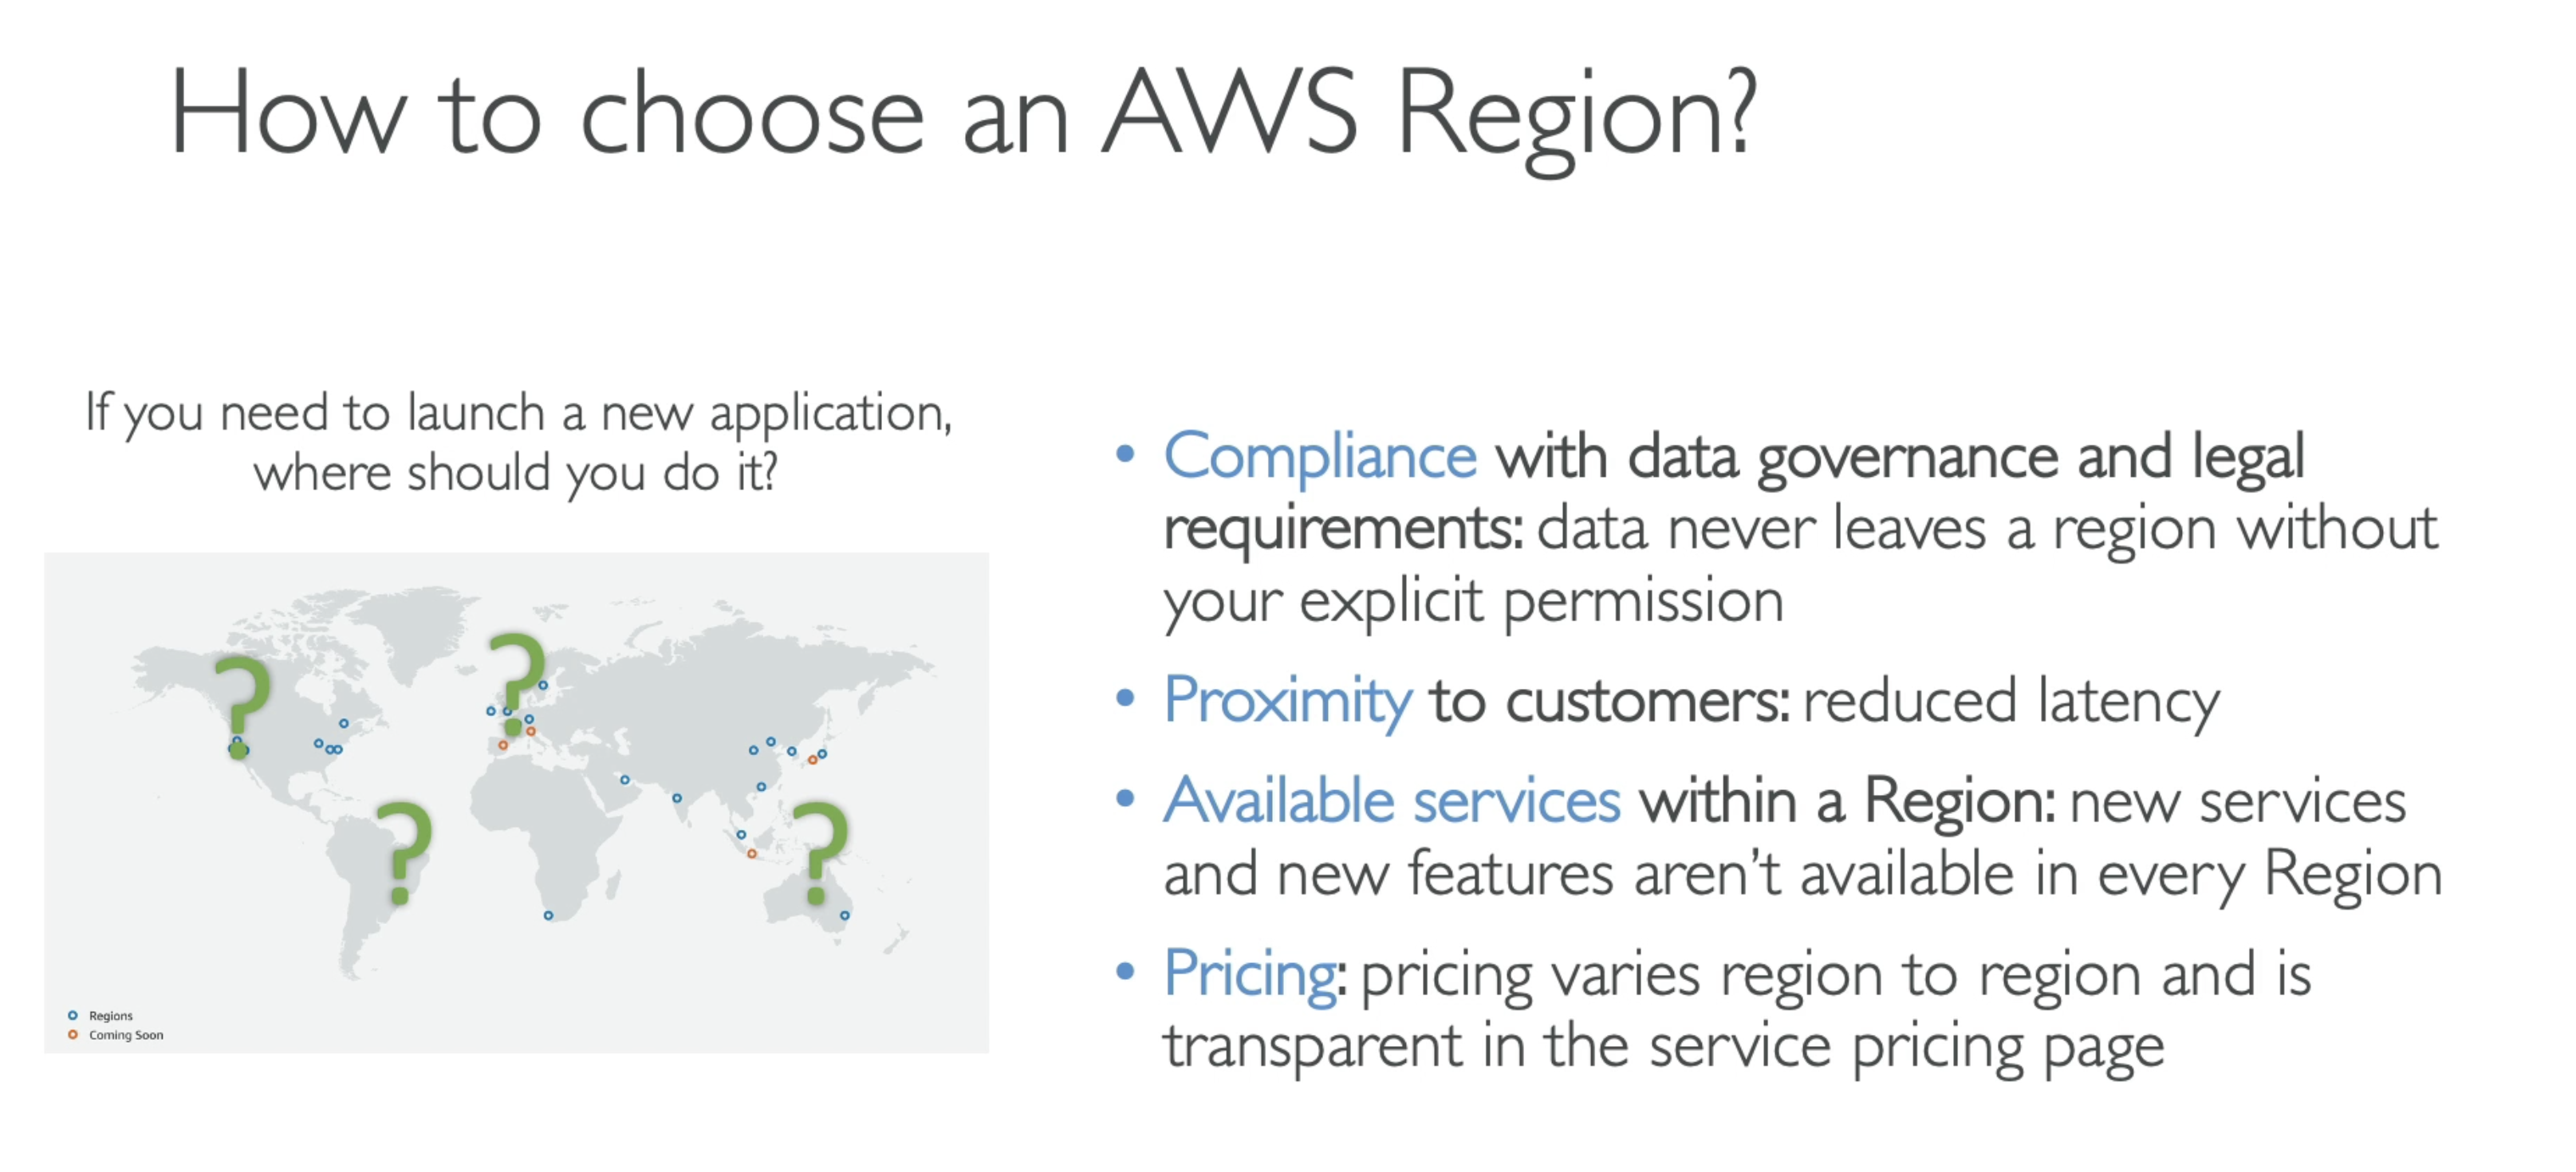 How to choose an AWS Region?
If you need to launch a new application,
where should you do it?
? ? ? ?
Regions
Coming Soon
• Compliance with data governance and legal
requirements: data never leaves a region without
your explicit permission
• Proximity to customers: reduced latency
• Available services within a Region: new services
and new features aren’t available in every Region
• Pricing: pricing varies region to region and is
transparent in the service pricing page